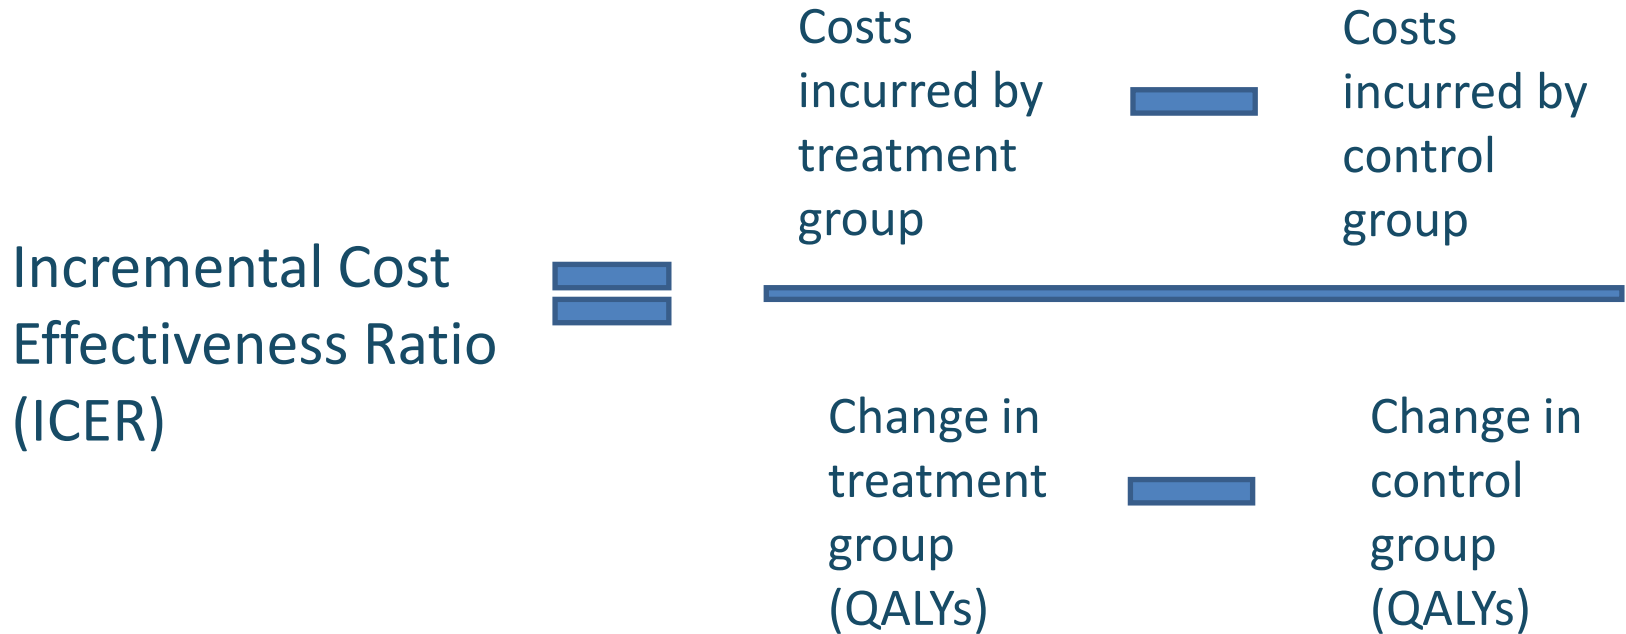 Incremental Cost
Effectiveness Ratio
(ICER)
Costs
incurred by
treatment
group
Costs
incurred by
control
group
Change in
treatment
group
(QALYs)
Change in
control
group
(QALYs)